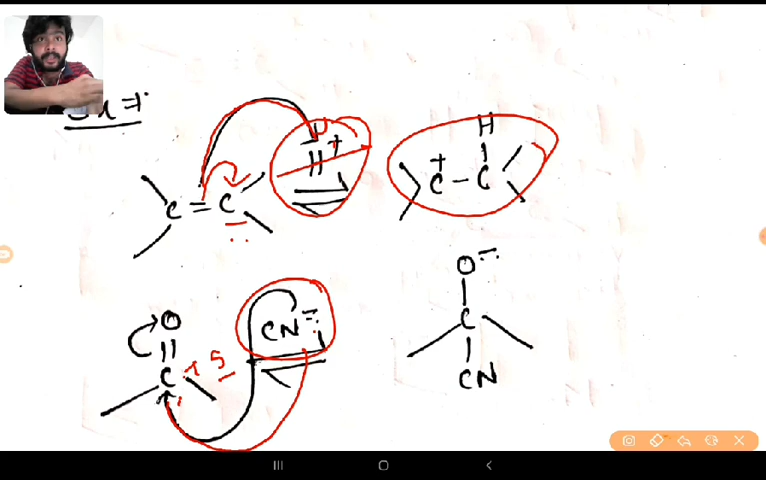 H
H+
+
C = C
+
C – C
:
O
||
C
+ S
CN⁻:
O⁻
|
C
|
CN